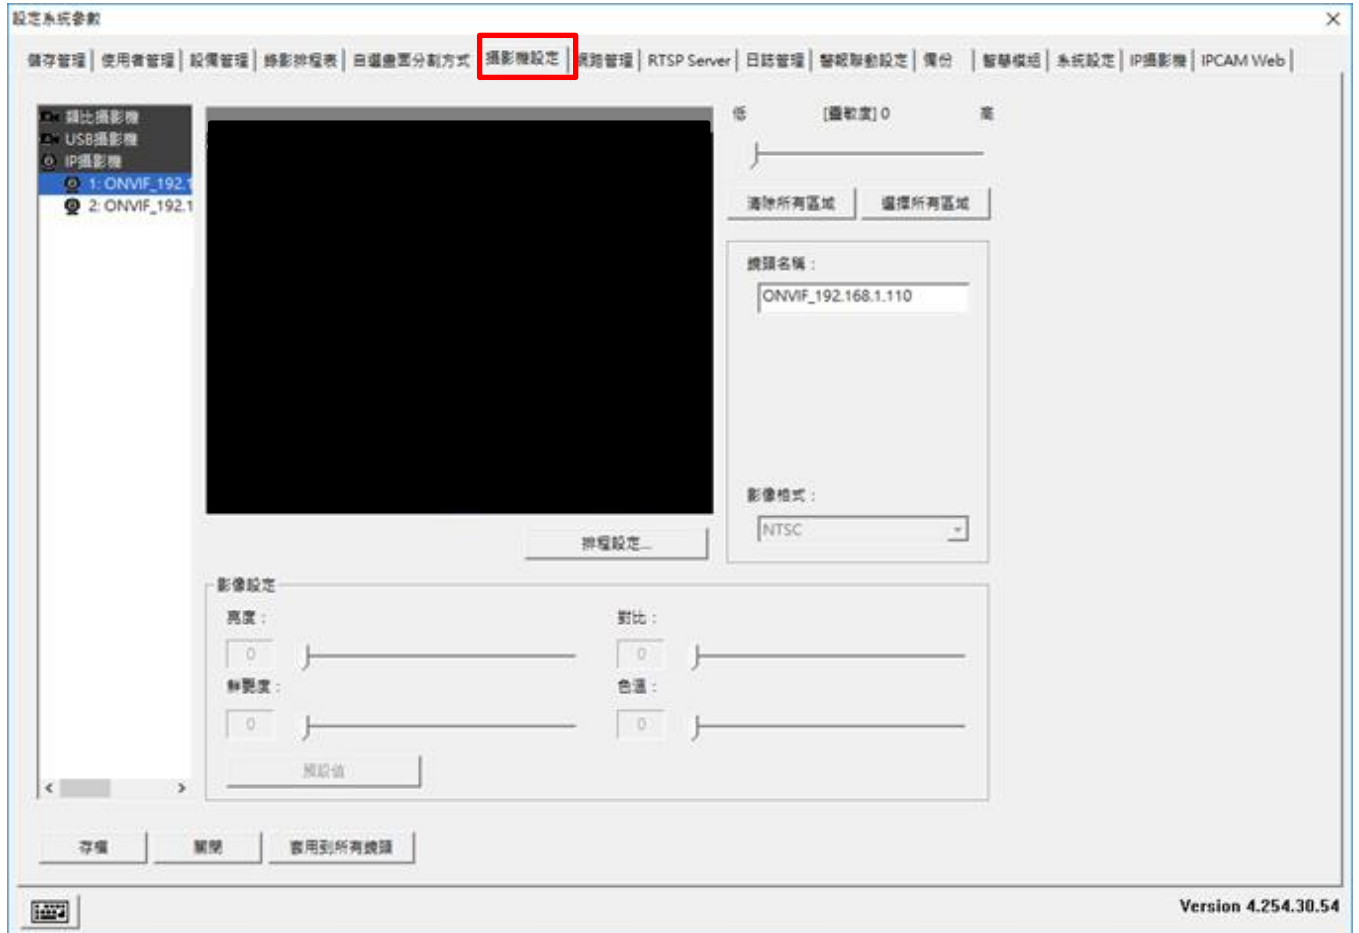 設定系統參數
儲存管理 使用者管理 設備管理 錄影排程表 自選畫面分割方式 攝影機設定 網路管理 RTSP Server 日誌管理 警報聯動設定 備份 智慧模組 系統設定 IP攝影機 IPCAM Web
類比攝影機
USB攝影機
IP攝影機
1: ONVIF_192.1
2: ONVIF_192.1
低 [靈敏度] 0 高
清除所有區域 選擇所有區域
鏡頭名稱：
ONVIF_192.168.1.110
影像格式：
NTSC
排程設定...
影像設定
亮度： 對比：
0 0
鮮艷度： 色溫：
0 0
預設值
存檔 關閉 套用到所有鏡頭
Version 4.254.30.54